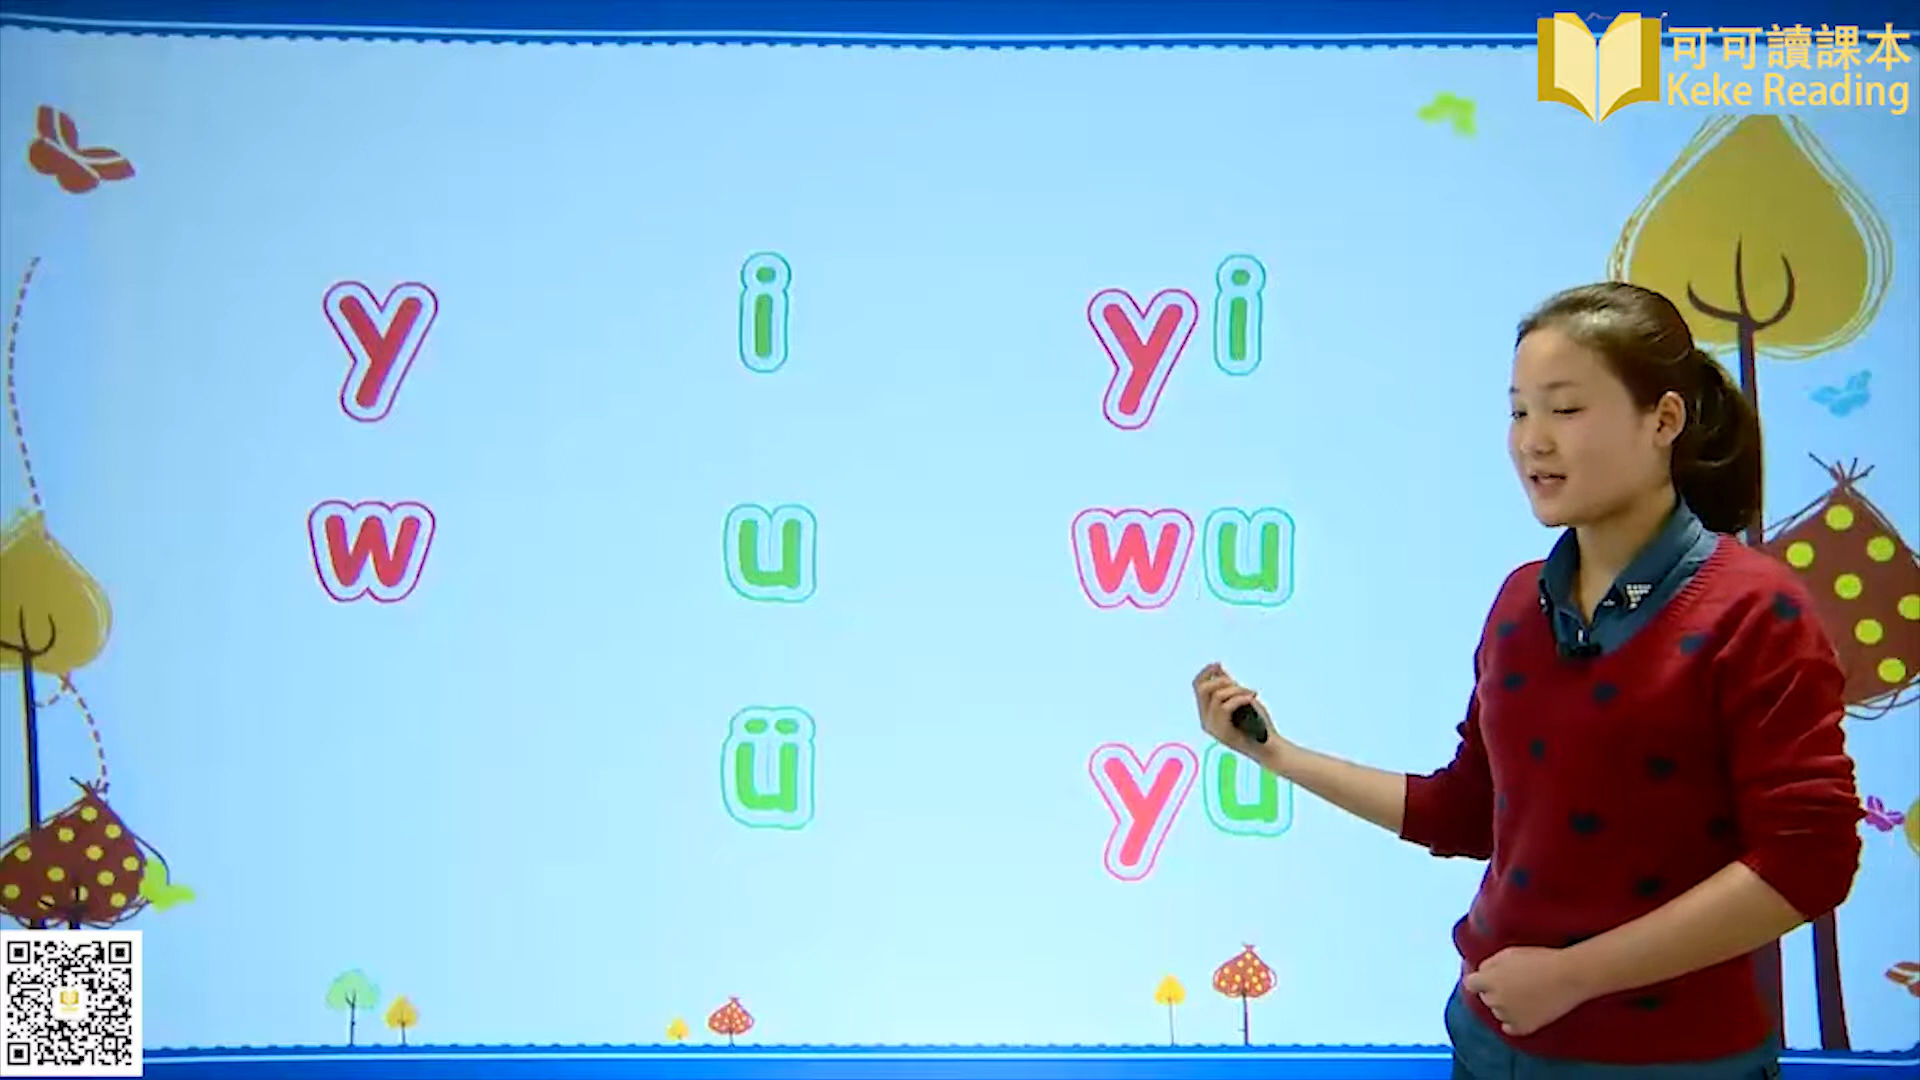 可可讀課本
Keke Reading
y i yi
w u wu
ü yu